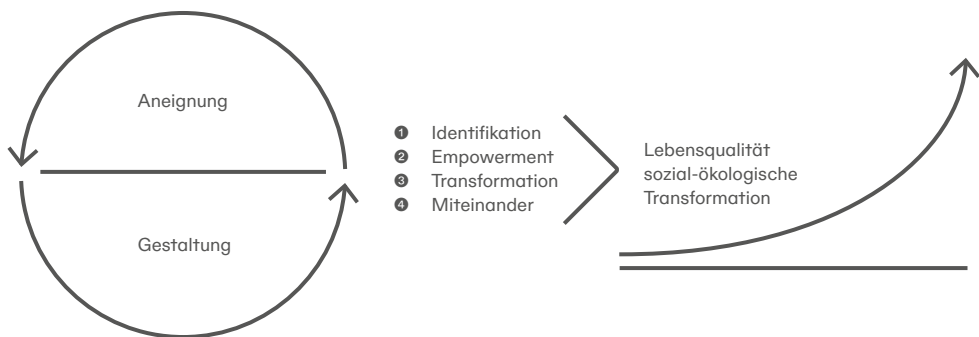 Aneignung
Gestaltung
❶ Identifikation
❷ Empowerment
❸ Transformation
❹ Miteinander
Lebensqualität
sozial-ökologische
Transformation